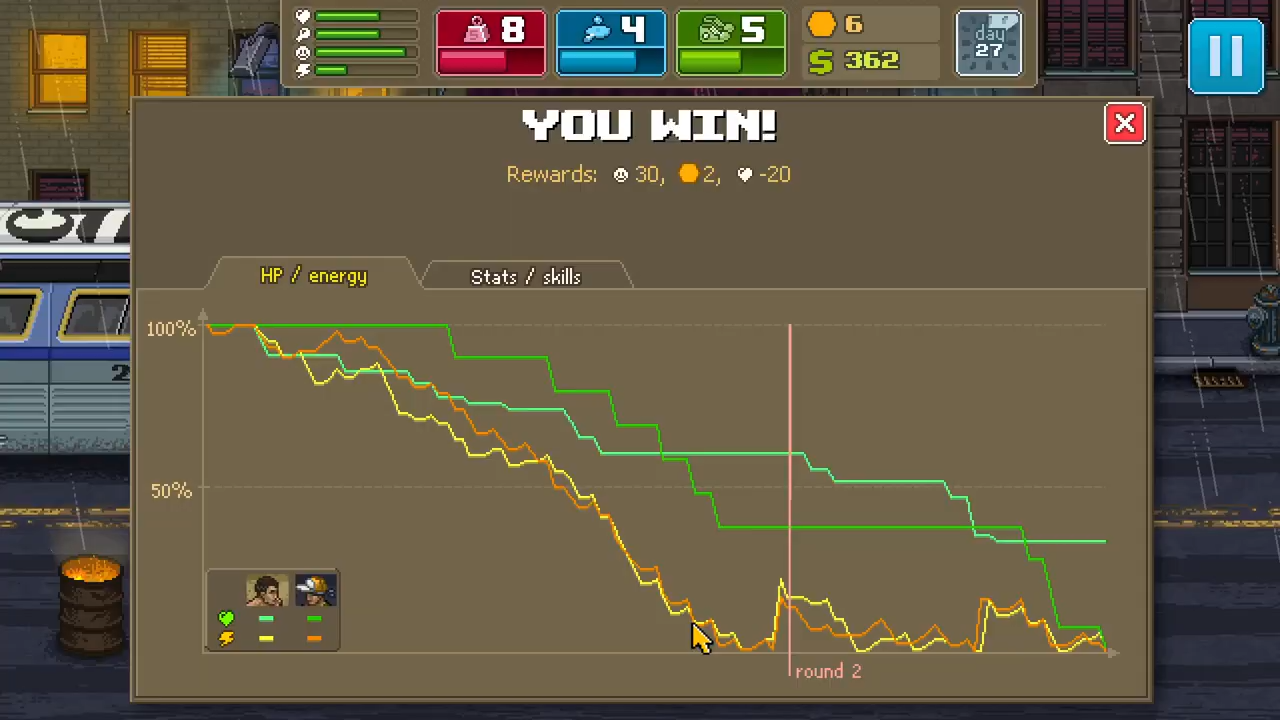 8
4
5
6
362
day
27
YOU WIN!
Rewards: 30, 2, -20
HP / energy
Stats / skills
100%
50%
round 2
2